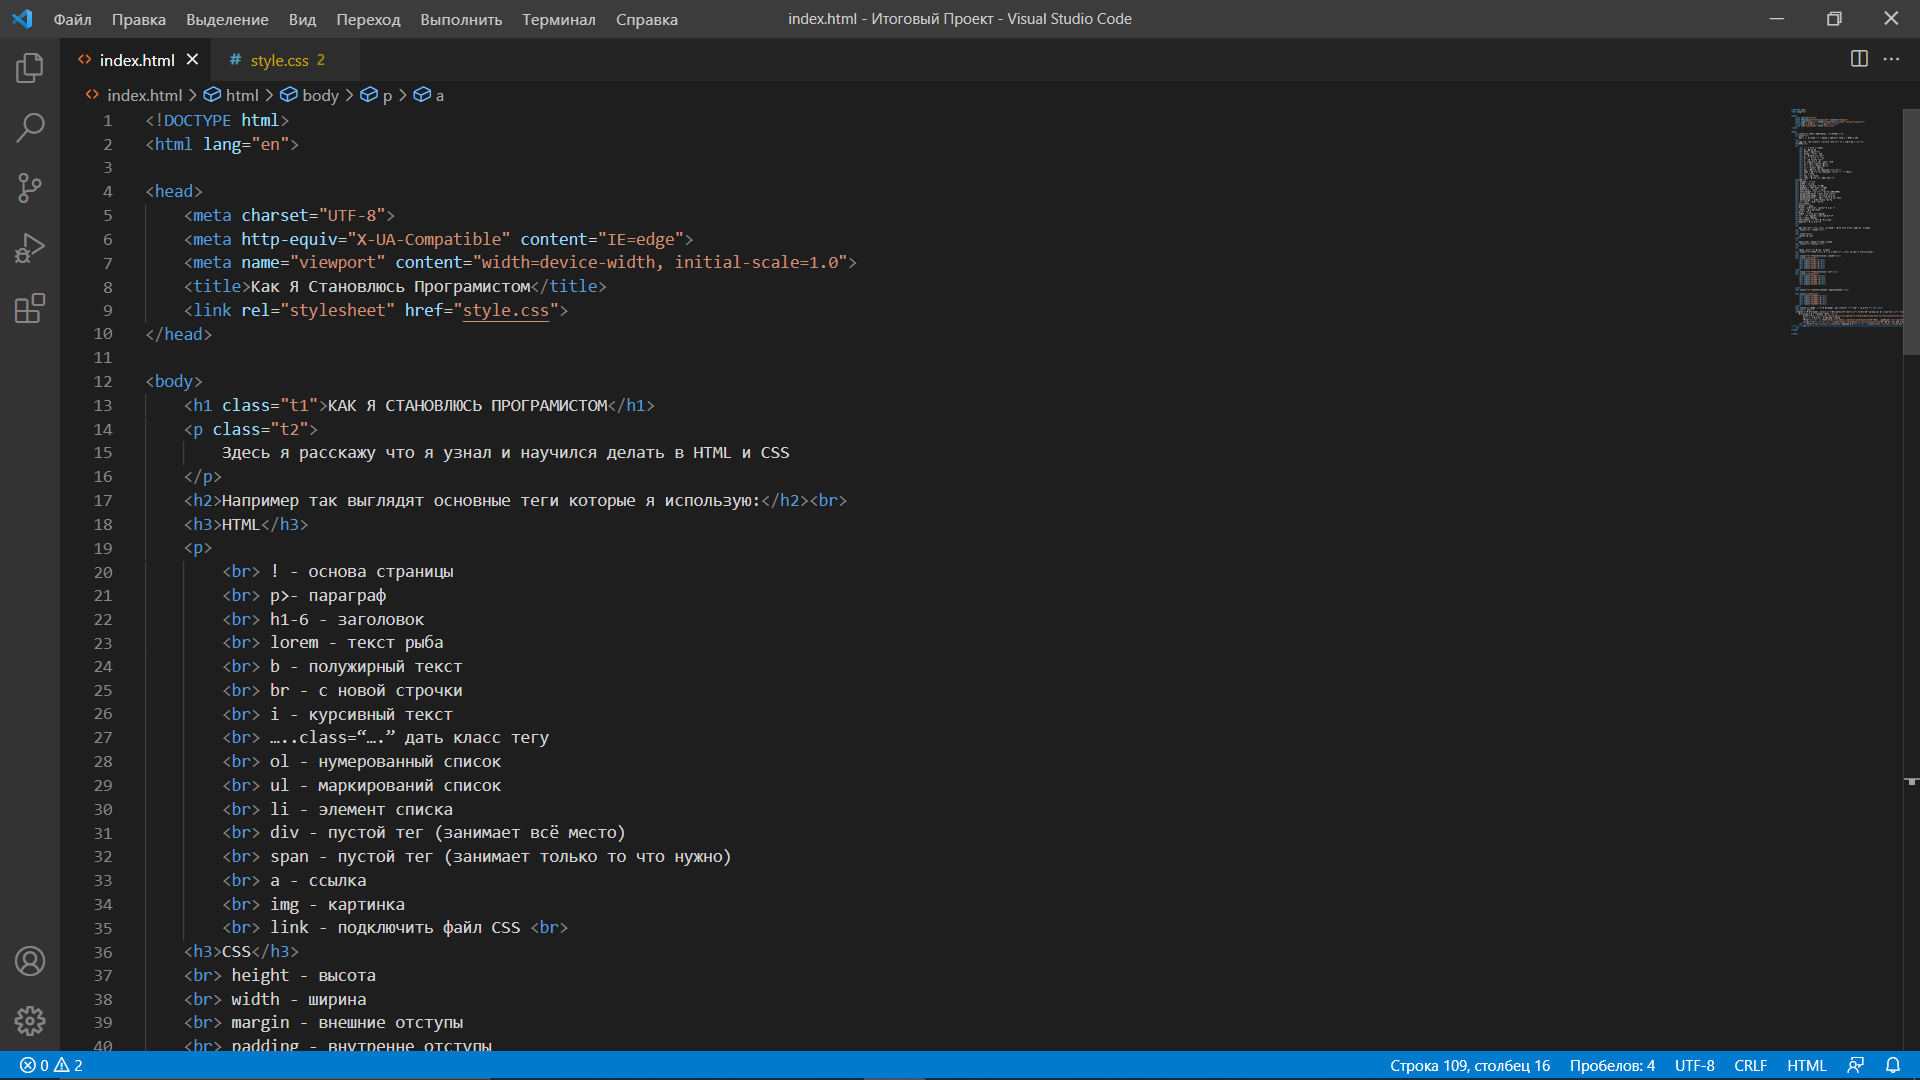 Файл Правка Выделение Вид Переход Выполнить Терминал Справка index.html - Итоговый Проект - Visual Studio Code
index.html style.css 2
index.html > html > body > p > a
1 <!DOCTYPE html>
2 <html lang="en">
3
4 <head>
5 <meta charset="UTF-8">
6 <meta http-equiv="X-UA-Compatible" content="IE=edge">
7 <meta name="viewport" content="width=device-width, initial-scale=1.0">
8 <title>Как Я Становлюсь Програмистом</title>
9 <link rel="stylesheet" href="style.css">
10 </head>
11
12 <body>
13 <h1 class="t1">КАК Я СТАНОВЛЮСЬ ПРОГРАМИСТОМ</h1>
14 <p class="t2">
15 Здесь я расскажу что я узнал и научился делать в HTML и CSS
16 </p>
17 <h2>Например так выглядят основные теги которые я использую:</h2><br>
18 <h3>HTML</h3>
19 <p>
20 <br> ! - основа страницы
21 <br> p>- параграф
22 <br> h1-6 - заголовок
23 <br> lorem - текст рыба
24 <br> b - полужирный текст
25 <br> br - с новой строчки
26 <br> i - курсивный текст
27 <br> …..class=“….” дать класс тегу
28 <br> ol - нумерованный список
29 <br> ul - маркирований список
30 <br> li - элемент списка
31 <br> div - пустой тег (занимает всё место)
32 <br> span - пустой тег (занимает только то что нужно)
33 <br> a - ссылка
34 <br> img - картинка
35 <br> link - подключить файл CSS <br>
36 <h3>CSS</h3>
37 <br> height - высота
38 <br> width - ширина
39 <br> margin - внешние отступы
40 <br> padding - внутренне отступы
0 2 Строка 109, столбец 16 Пробелов: 4 UTF-8 CRLF HTML